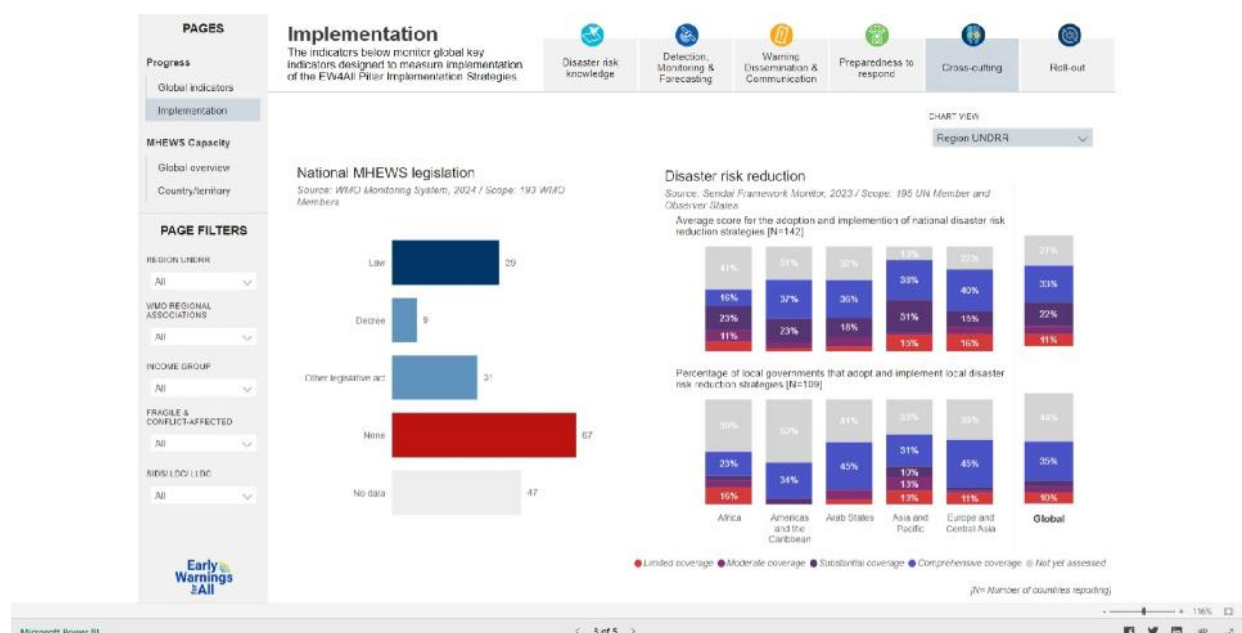 PAGES
Progress
Global indicators
Implementation
MHEWS Capacity
Global overview
Country/territory
PAGE FILTERS
REGION UNDRR
All
WMO REGIONAL
ASSOCIATIONS
All
INCOME GROUP
All
FRAGILE &
CONFLICT-AFFECTED
All
SIDS/ LDC/ LLDC
All
Early
Warnings
for ALL
Implementation
The indicators below monitor global key
indicators designed to measure implementation
of the EW4All Pillar Implementation Strategies.
Disaster risk
knowledge
Detection,
Monitoring &
Forecasting
Warning
Dissemination &
Communication
Preparedness to
respond
Cross-cutting
Roll-out
CHART VIEW
Region UNDRR
National MHEWS legislation
Source: WMO Monitoring System, 2024 / Scope: 193 WMO
Members
Law 39
Decree 9
Other legislative act 31
None 67
No data 47
Disaster risk reduction
Source: Sendai Framework Monitor, 2023 / Scope: 195 UN Member and
Observer States
Average score for the adoption and implemention of national disaster risk
reduction strategies [N=142]
41% 16% 23% 11%
31% 37% 23%
36% 18%
13% 38% 31% 15%
40% 15% 16%
27% 33% 22% 11%
Percentage of local governments that adopt and implement local disaster
risk reduction strategies [N=109]
23% 16%
34%
41% 45%
33% 31% 10% 13% 13%
45% 11%
44% 35% 10%
Africa
Americas
and the
Caribbean
Arab States
Asia and
Pacific
Europe and
Central Asia
Global
Limited coverage Moderate coverage Substantial coverage Comprehensive coverage Not yet assessed
[N= Number of countries reporting]
- + 116%
Microsoft Power BI
< 3 of 5 >